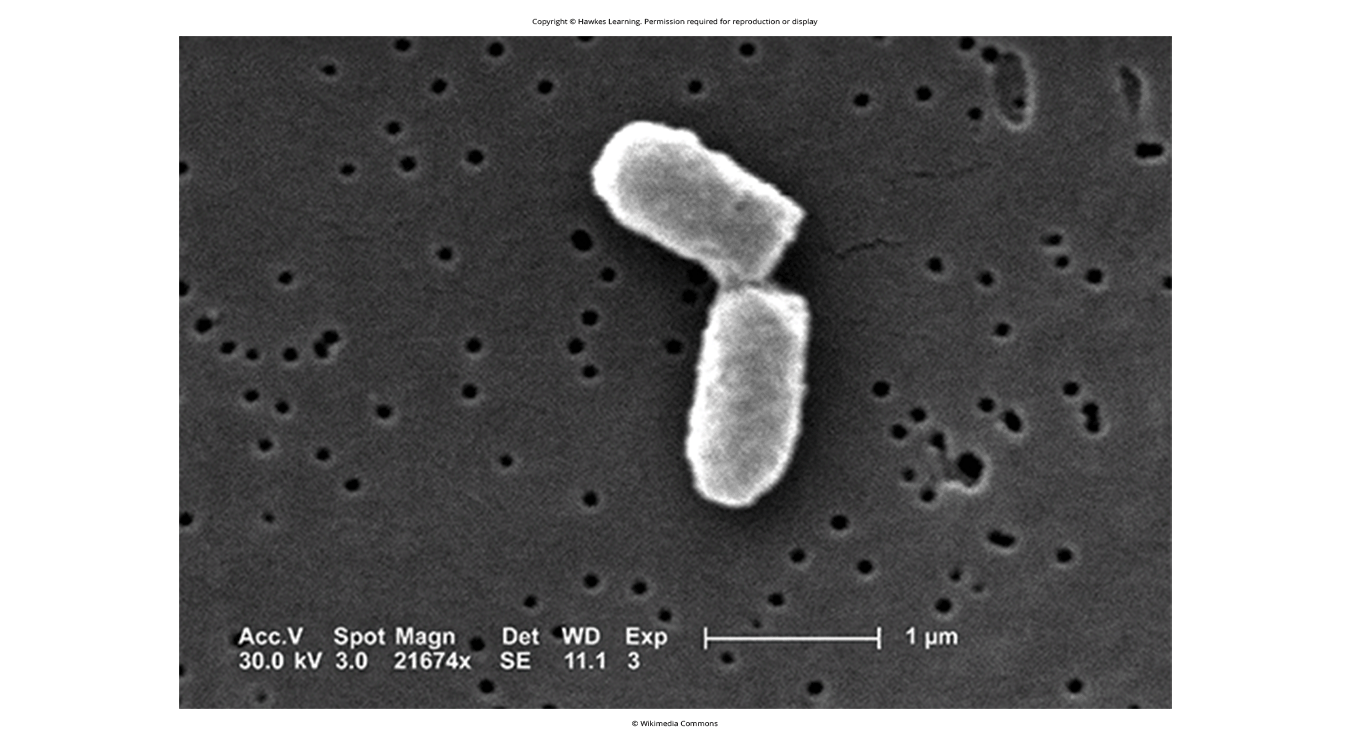 Copyright © Hawkes Learning. Permission required for reproduction or display
Acc.V Spot Magn Det WD Exp 1 µm
30.0 kV 3.0 21674x SE 11.1 3
© Wikimedia Commons